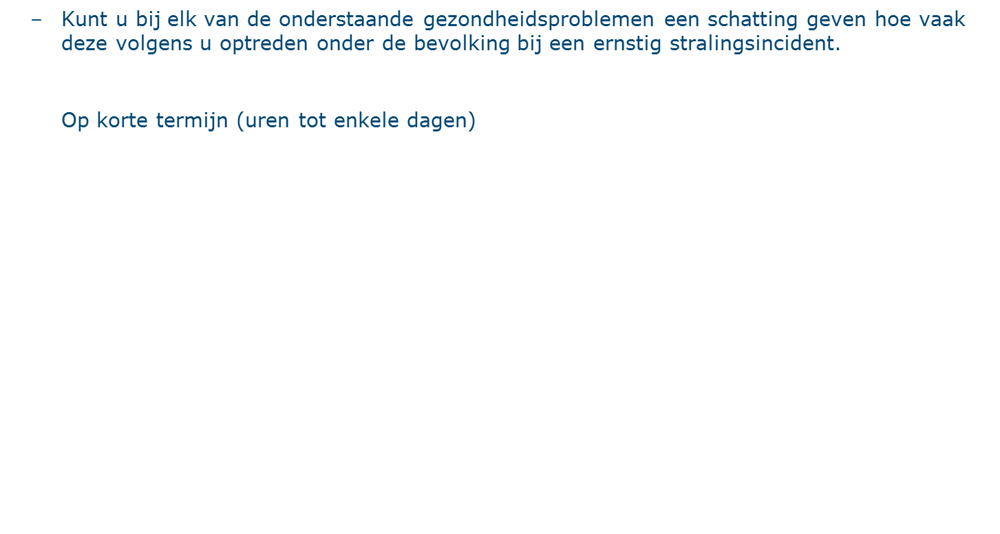 – Kunt u bij elk van de onderstaande gezondheidsproblemen een schatting geven hoe vaak
deze volgens u optreden onder de bevolking bij een ernstig stralingsincident.
Op korte termijn (uren tot enkele dagen)